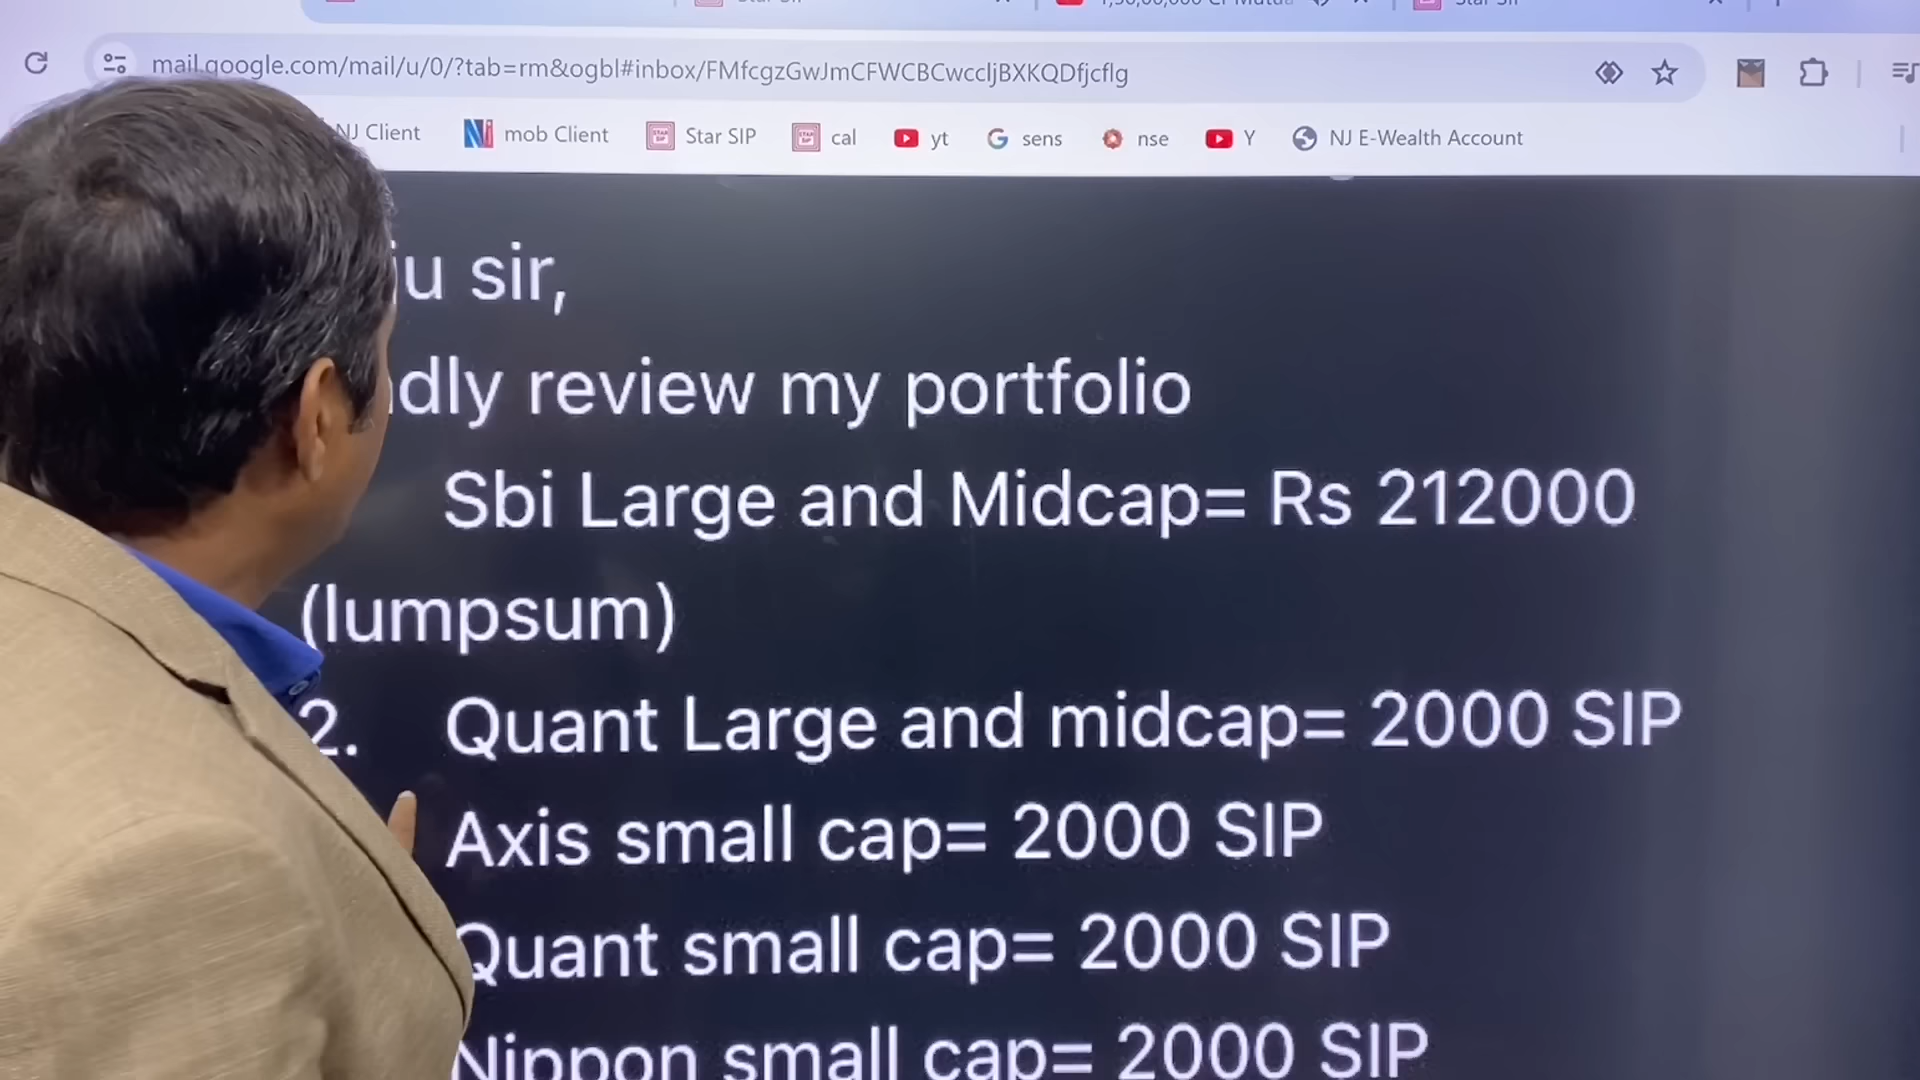 mail.google.com/mail/u/0/?tab=rm&ogbl#inbox/FMfcgzGwJmCFWCBCwccljBXKQDfjcflg
NJ Client mob Client Star SIP cal yt sens nse Y NJ E-Wealth Account
sir,
review my portfolio
Sbi Large and Midcap= Rs 212000
(lumpsum)
2. Quant Large and midcap= 2000 SIP
Axis small cap= 2000 SIP
Quant small cap= 2000 SIP
Nippon small cap= 2000 SIP